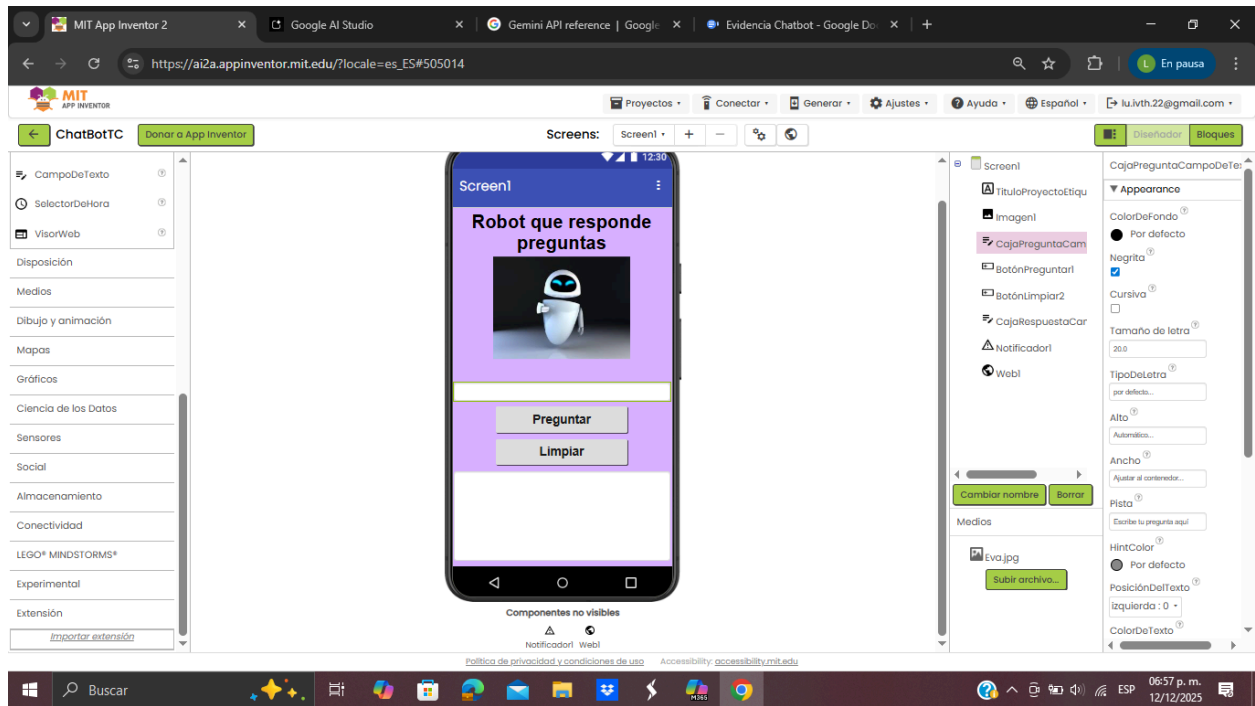 MIT App Inventor 2
Google AI Studio
Gemini API reference | Google
Evidencia Chatbot - Google Do
https://ai2a.appinventor.mit.edu/?locale=es_ES#505014
L En pausa
MIT
APP INVENTOR
Proyectos
Conectar
Generar
Ajustes
Ayuda
Español
lu.ivth.22@gmail.com
ChatBotTC
Donar a App Inventor
Screens:
Screen1
Diseñador
Bloques
CampoDeTexto
SelectorDeHora
VisorWeb
Disposición
Medios
Dibujo y animación
Mapas
Gráficos
Ciencia de los Datos
Sensores
Social
Almacenamiento
Conectividad
LEGO® MINDSTORMS®
Experimental
Extensión
Importar extensión
12:30
Screen1
Robot que responde
preguntas
Preguntar
Limpiar
Componentes no visibles
Notificador1 Web1
Política de privacidad y condiciones de uso Accessibility: accessibility.mit.edu
Screen1
TituloProyectoEtiqu
Imagen1
CajaPreguntaCam
BotónPreguntar1
BotónLimpiar2
CajaRespuestaCar
Notificador1
Web1
Cambiar nombre
Borrar
Medios
Eva.jpg
Subir archivo...
CajaPreguntaCampoDeTe
Appearance
ColorDeFondo
Por defecto
Negrita
Cursiva
Tamaño de letra
20.0
TipoDeLetra
por defecto...
Alto
Automático...
Ancho
Ajustar al contenedor...
Pista
Escribe tu pregunta aquí
HintColor
Por defecto
PosiciónDelTexto
izquierda : 0
ColorDeTexto
Buscar
M365
ESP
06:57 p. m.
12/12/2025